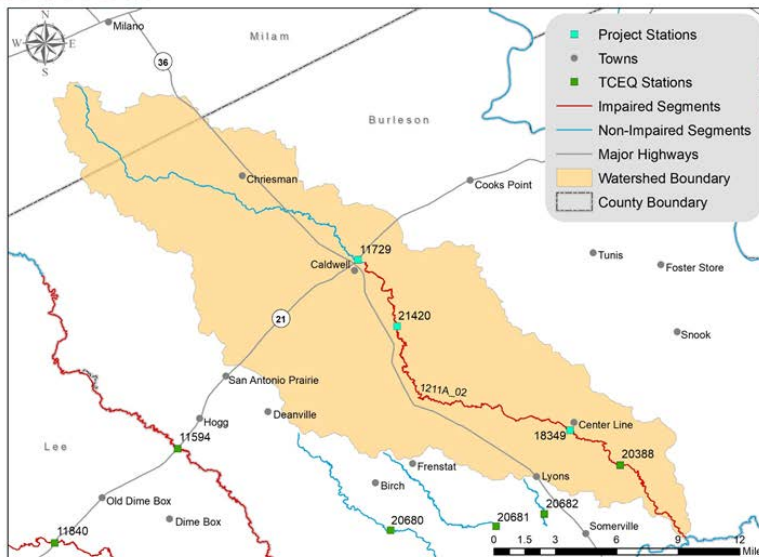 Milano
N
W
E
S
36
Milam
Burleson
Project Stations
Towns
TCEQ Stations
Impaired Segments
Non-Impaired Segments
Major Highways
Watershed Boundary
County Boundary
Chriesman
Cooks Point
11729
Caldwell
Tunis
Foster Store
21420
21
Snook
San Antonio Prairie
1211A_02
Hogg
Deanville
Center Line
18349
11594
20388
Lee
Frenstat
Birch
Lyons
Old Dime Box
Dime Box
20682
20681
20680
Somerville
11840
0 1.5 3 6 9 12
Mile